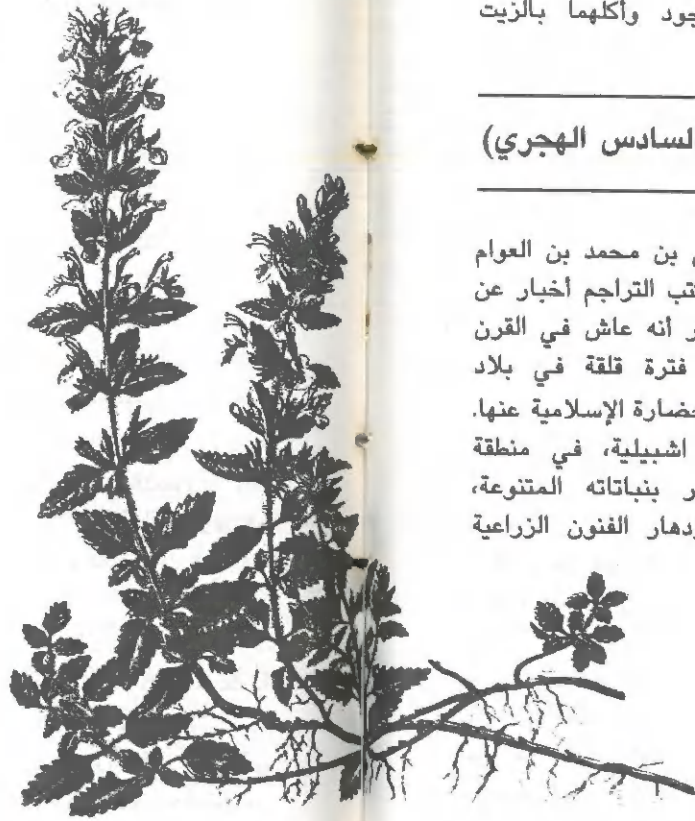 جود وأكلهما بالزيت
لسادس الهجري)
بن محمد بن العوام
تب التراجم أخبار عن
ر أنه عاش في القرن
فترة قلقة في بلاد
حضارة الإسلامية عنها.
اشبيلية، في منطقة
ر بنباتاته المتنوعة،
زدهار الفنون الزراعية